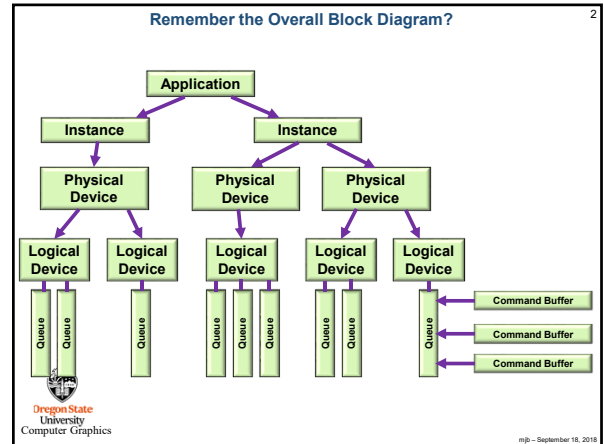 Remember the Overall Block Diagram?
2
Application
Instance
Instance
Physical
Device
Physical
Device
Physical
Device
Logical
Device
Logical
Device
Logical
Device
Logical
Device
Logical
Device
Queue
Queue
Queue
Queue
Queue
Queue
Queue
Queue
Queue
Command Buffer
Command Buffer
Command Buffer
Oregon State
University
Computer Graphics
mjb – September 18, 2018